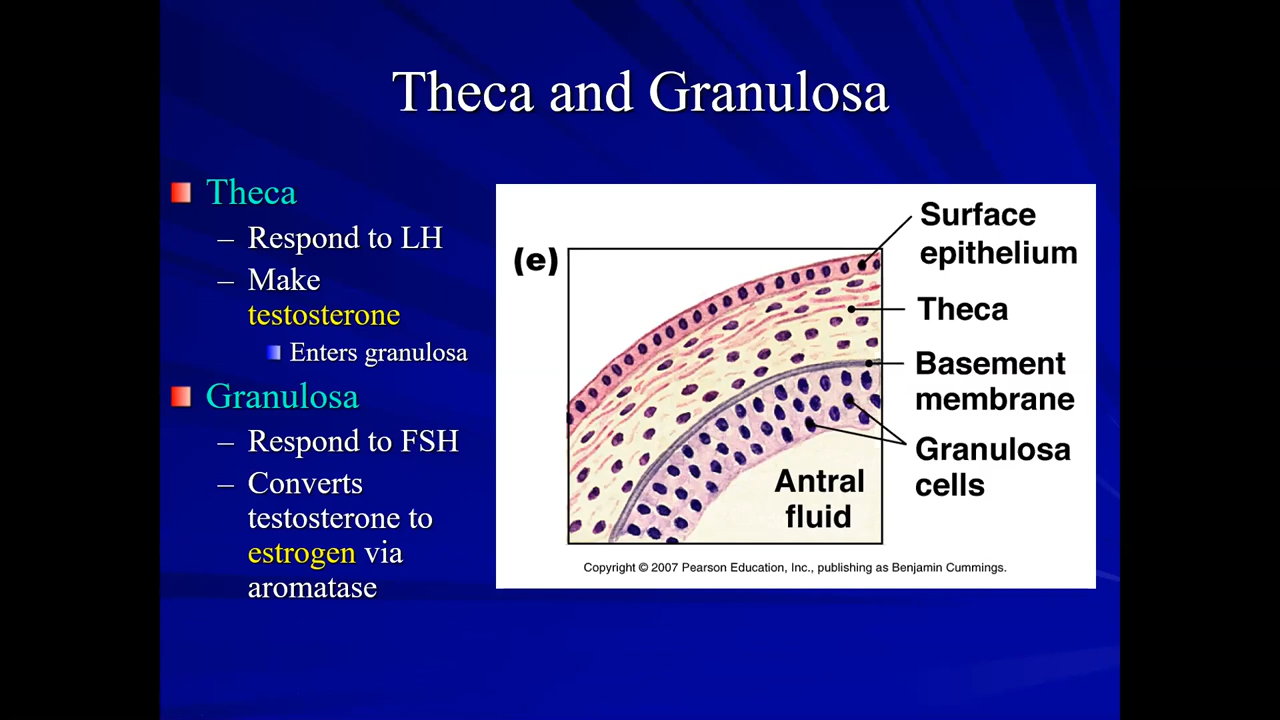 Theca and Granulosa
Theca
– Respond to LH
– Make
testosterone
Enters granulosa
Granulosa
– Respond to FSH
– Converts
testosterone to
estrogen via
aromatase
(e)
Surface
epithelium
Theca
Basement
membrane
Granulosa
cells
Antral
fluid
Copyright © 2007 Pearson Education, Inc., publishing as Benjamin Cummings.